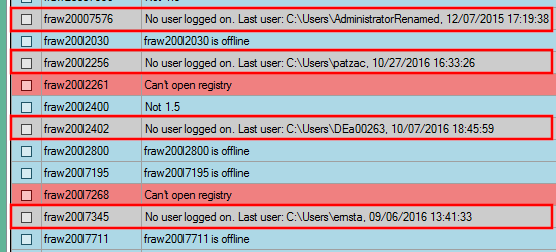 fraw20007576 No user logged on. Last user: C:\Users\AdministratorRenamed, 12/07/2015 17:19:38
fraw200l2030 fraw200l2030 is offline
fraw200l2256 No user logged on. Last user: C:\Users\patzac, 10/27/2016 16:33:26
fraw200l2261 Can't open registry
fraw200l2400 Not 1.5
fraw200l2402 No user logged on. Last user: C:\Users\DEa00263, 10/07/2016 18:45:59
fraw200l2800 fraw200l2800 is offline
fraw200l7195 fraw200l7195 is offline
fraw200l7268 Can't open registry
fraw200l7345 No user logged on. Last user: C:\Users\ernsta, 09/06/2016 13:41:33
fraw200l7711 fraw200l7711 is offline